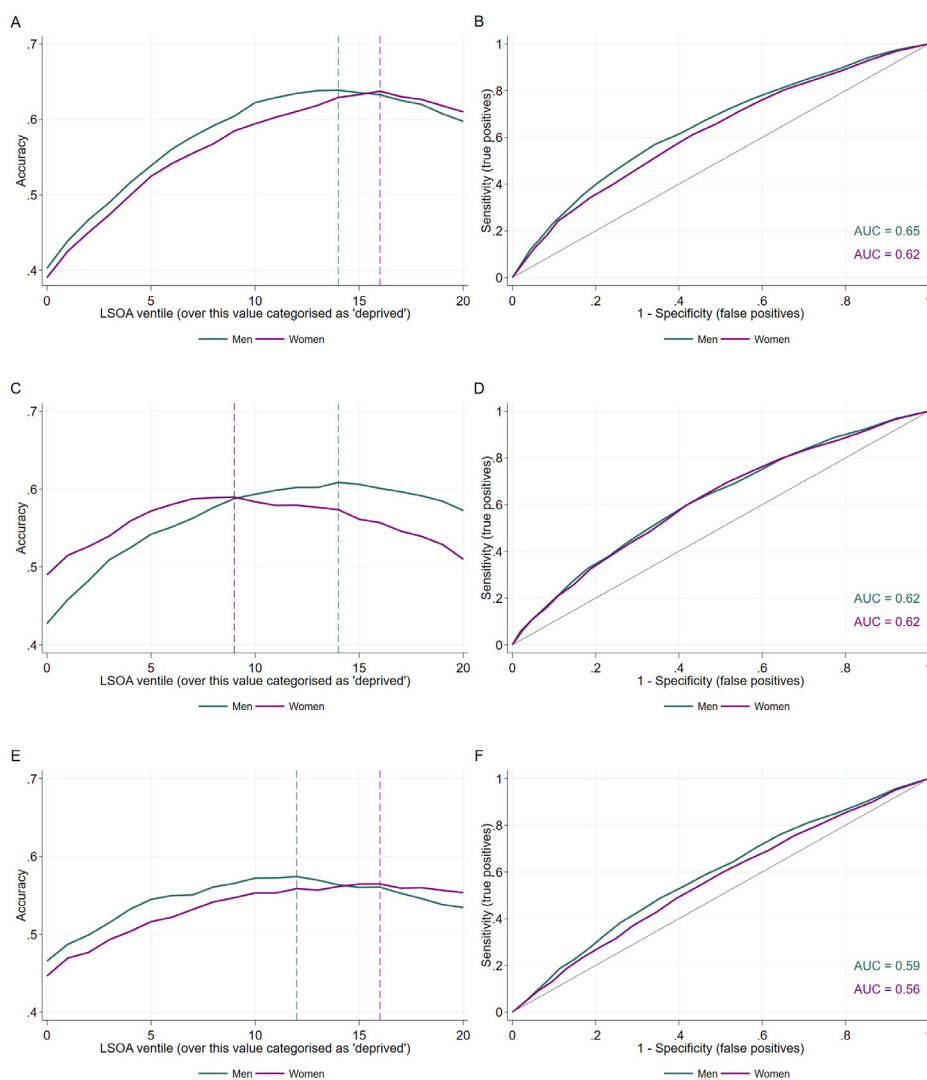 A
.7
.6
.5
.4
Accuracy
0 5 10 15 20
LSOA ventile (over this value categorised as 'deprived')
Men Women
B
1
.8
.6
.4
.2
0
Sensitivity (true positives)
AUC = 0.65
AUC = 0.62
0 .2 .4 .6 .8 1
1 - Specificity (false positives)
Men Women
C
.7
.6
.5
.4
Accuracy
0 5 10 15 20
LSOA ventile (over this value categorised as 'deprived')
Men Women
D
1
.8
.6
.4
.2
0
Sensitivity (true positives)
AUC = 0.62
AUC = 0.62
0 .2 .4 .6 .8 1
1 - Specificity (false positives)
Men Women
E
.7
.6
.5
.4
Accuracy
0 5 10 15 20
LSOA ventile (over this value categorised as 'deprived')
Men Women
F
1
.8
.6
.4
.2
0
Sensitivity (true positives)
AUC = 0.59
AUC = 0.56
0 .2 .4 .6 .8 1
1 - Specificity (false positives)
Men Women